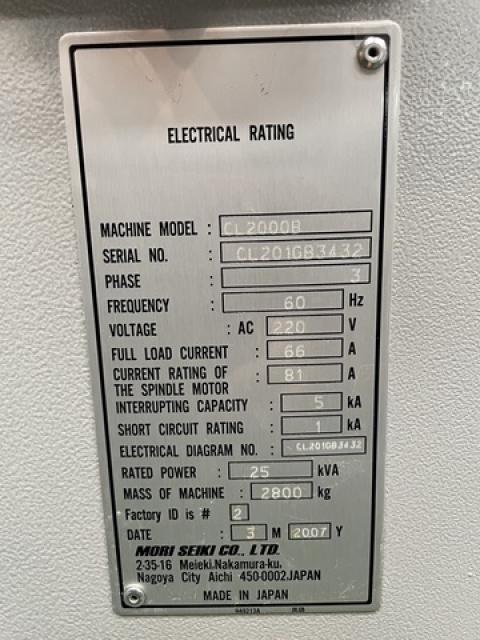 ELECTRICAL RATING
MACHINE MODEL : CL2000B
SERIAL NO. : CL201GB3432
PHASE : 3
FREQUENCY : 60 Hz
VOLTAGE : AC 220 V
FULL LOAD CURRENT : 66 A
CURRENT RATING OF
THE SPINDLE MOTOR : 81 A
INTERRUPTING CAPACITY : 5 kA
SHORT CIRCUIT RATING : 1 kA
ELECTRICAL DIAGRAM NO. : CL201GB3432
RATED POWER : 25 kVA
MASS OF MACHINE : 2800 kg
Factory ID is # 2
DATE : 3 M 2007 Y
MORI SEIKI CO., LTD.
2-35-16 Meieki,Nakamura-ku,
Nagoya City Aichi 450-0002.JAPAN
MADE IN JAPAN
949213A